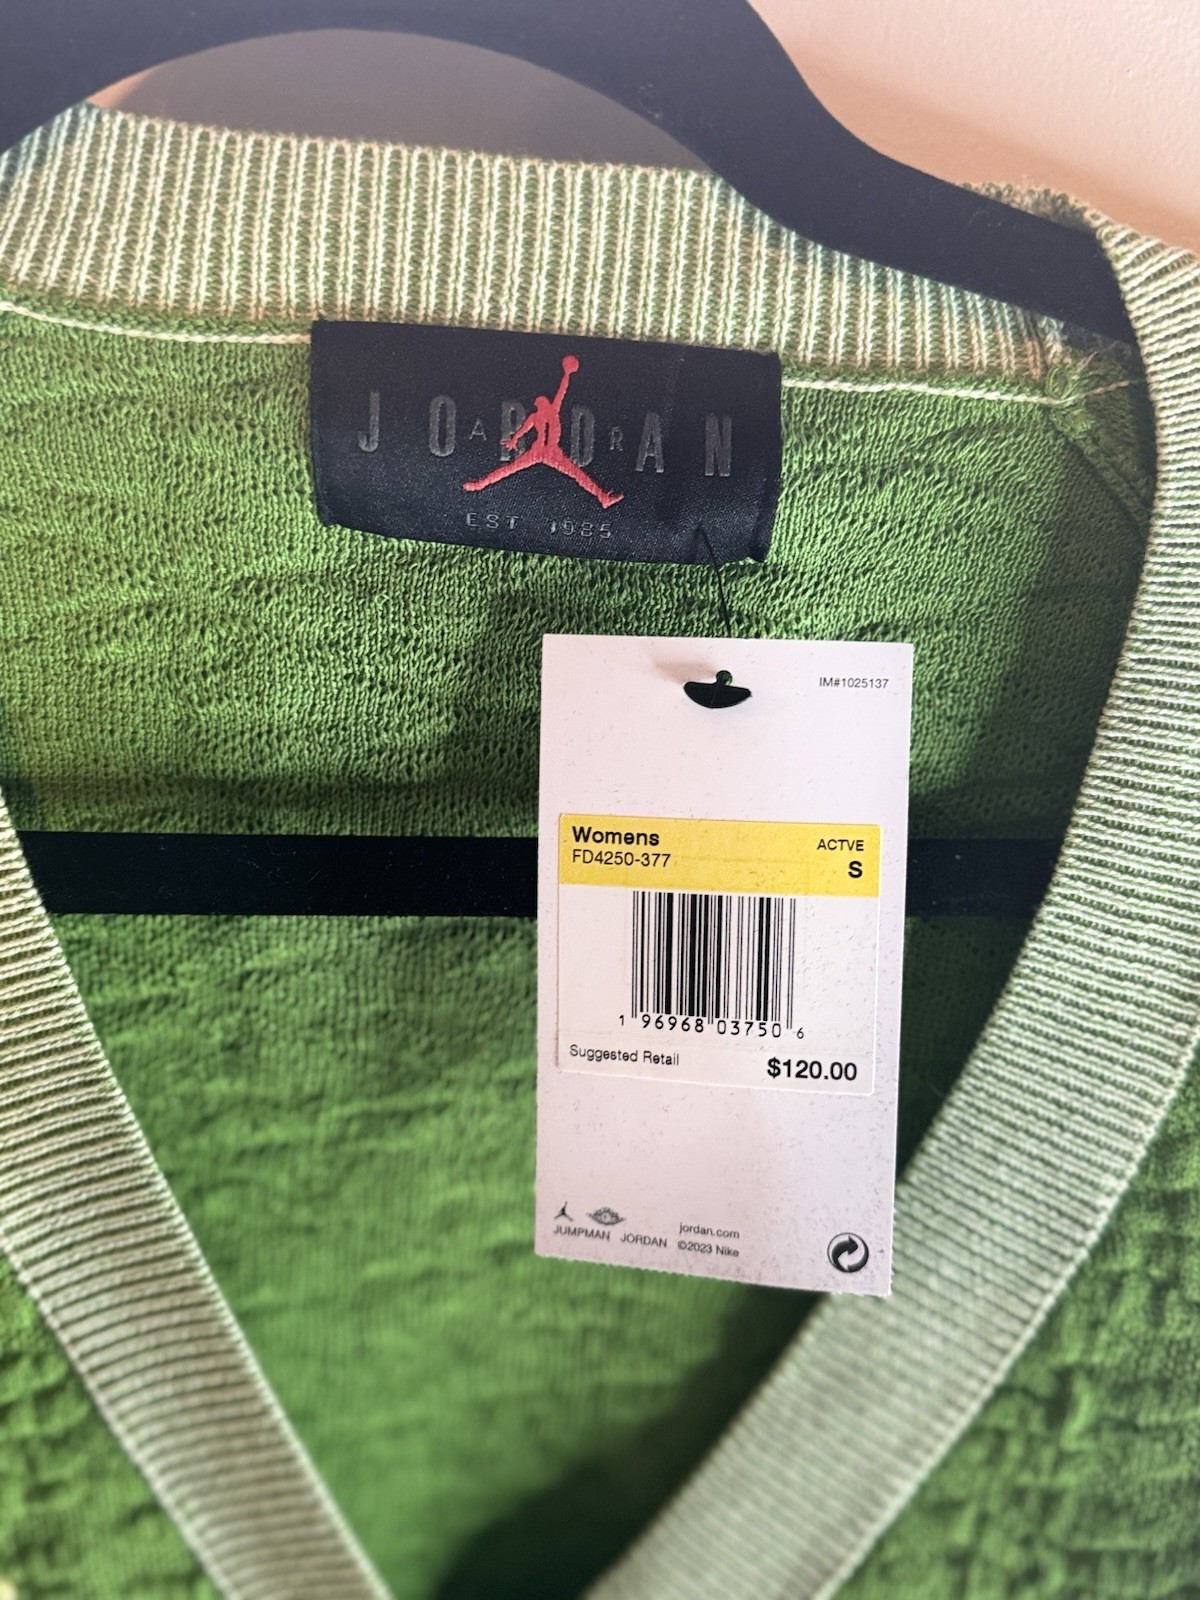 JORDAN
AIR
EST 1985
IM#1025137
Womens
FD4250-377
ACTVE
S
1 96968 03750 6
Suggested Retail
$120.00
JUMPMAN JORDAN
jordan.com
©2023 Nike